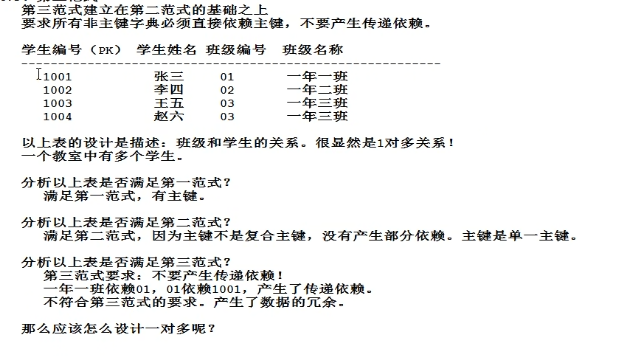 第三范式建立在第二范式的基础之上
要求所有非主键字典必须直接依赖主键，不要产生传递依赖。
学生编号（PK） 学生姓名 班级编号 班级名称
------------------------------------------------------------
1001 张三 01 一年一班
1002 李四 02 一年二班
1003 王五 03 一年三班
1004 赵六 03 一年三班
以上表的设计是描述：班级和学生的关系。很显然是1对多关系！
一个教室中有多个学生。
分析以上表是否满足第一范式？
满足第一范式，有主键。
分析以上表是否满足第二范式？
满足第二范式，因为主键不是复合主键，没有产生部分依赖。主键是单一主键。
分析以上表是否满足第三范式？
第三范式要求：不要产生传递依赖！
一年一班依赖01，01依赖1001，产生了传递依赖。
不符合第三范式的要求。产生了数据的冗余。
那么应该怎么设计一对多呢？